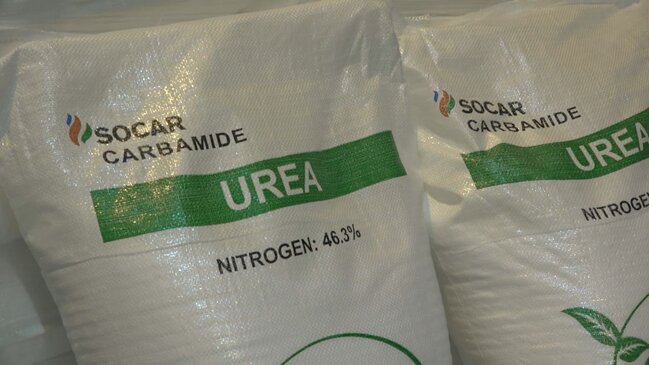 SOCAR
CARBAMIDE
UREA
NITROGEN: 46.3%
SOCAR
CARBAMIDE
UREA
NITROGEN